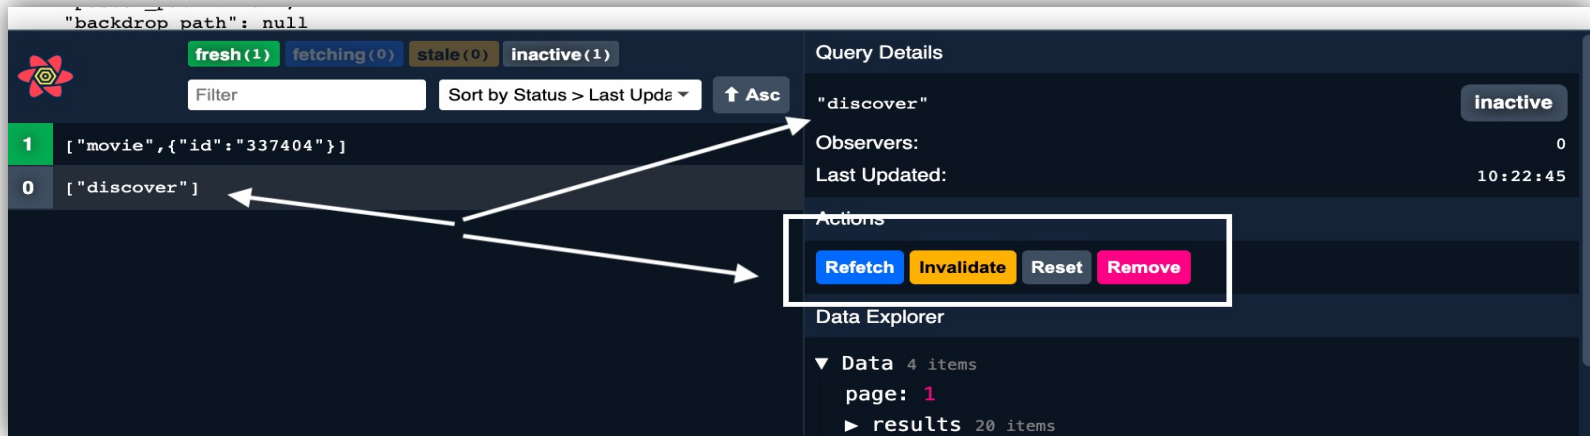 "backdrop path": null
fresh(1) fetching(0) stale(0) inactive(1)
Filter Sort by Status > Last Upda ⬆ Asc
1 ["movie",{"id":"337404"}]
0 ["discover"]
Query Details
"discover" inactive
Observers: 0
Last Updated: 10:22:45
Actions
Refetch Invalidate Reset Remove
Data Explorer
▼ Data 4 items
page: 1
▶ results 20 items